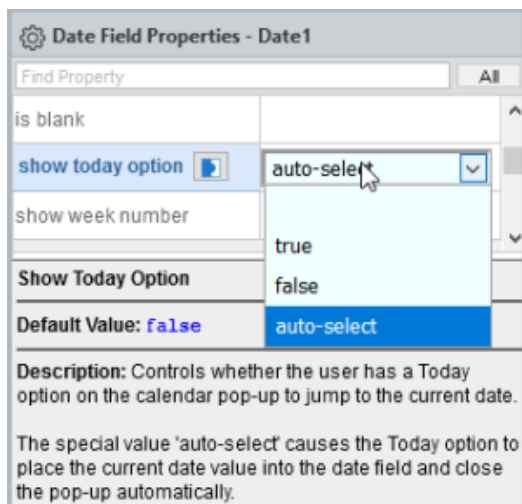 Date Field Properties - Date1
Find Property All
is blank
show today option auto-select
show week number
true
false
auto-select
Show Today Option
Default Value: false
Description: Controls whether the user has a Today
option on the calendar pop-up to jump to the current date.
The special value 'auto-select' causes the Today option to
place the current date value into the date field and close
the pop-up automatically.